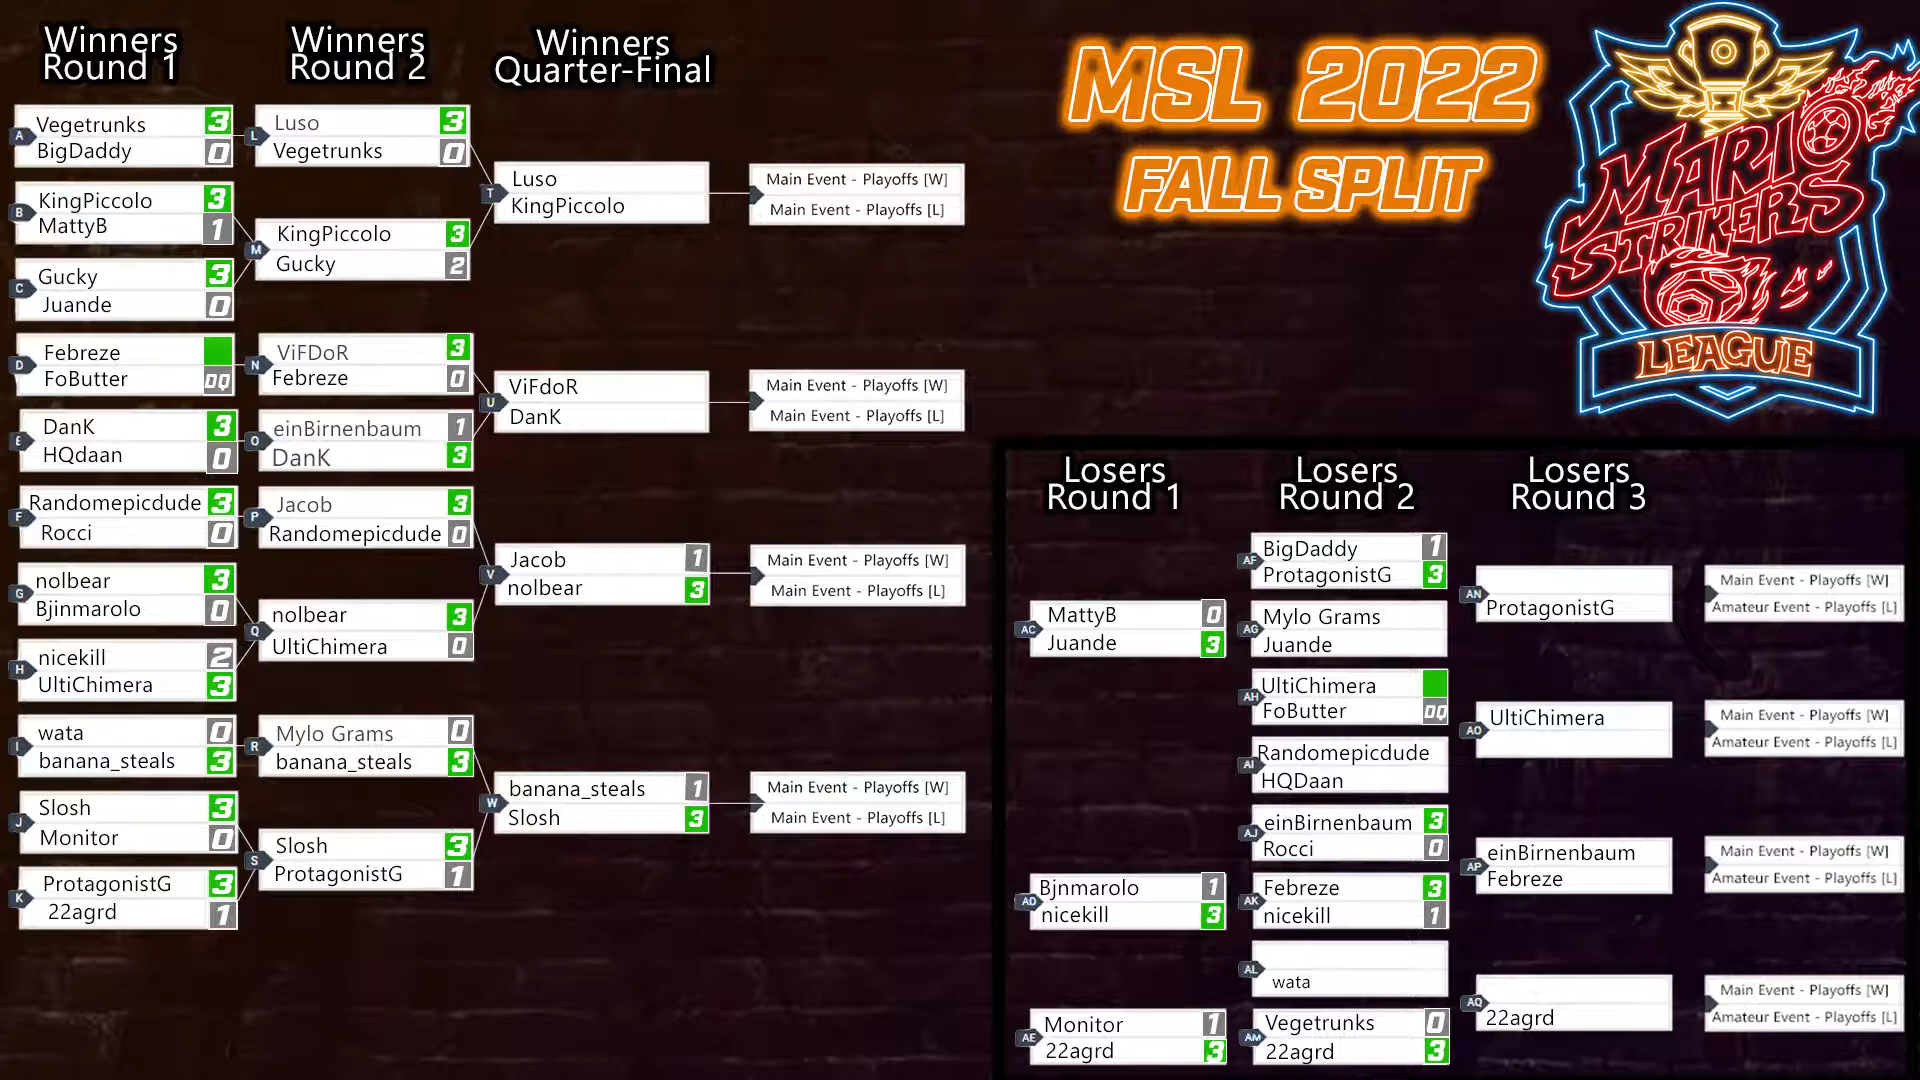 Winners
Round 1
Winners
Round 2
Winners
Quarter-Final
MSL 2022
FALL SPLIT
MARIO
STRIKERS
LEAGUE
A
Vegetrunks 3
BigDaddy 0
B
KingPiccolo 3
MattyB 1
C
Gucky 3
Juande 0
D
Febreze
FoButter DQ
E
DanK 3
HQdaan 0
F
Randomepicdude 3
Rocci 0
G
nolbear 3
Bjinmarolo 0
H
nicekill 2
UltiChimera 3
I
wata 0
banana_steals 3
J
Slosh 3
Monitor 0
K
ProtagonistG 3
22agrd 1
L
Luso 3
Vegetrunks 0
M
KingPiccolo 3
Gucky 2
N
ViFDoR 3
Febreze 0
O
einBirnenbaum 1
DanK 3
P
Jacob 3
Randomepicdude 0
Q
nolbear 3
UltiChimera 0
R
Mylo Grams 0
banana_steals 3
S
Slosh 3
ProtagonistG 1
T
Luso
KingPiccolo
U
ViFdoR
DanK
V
Jacob 1
nolbear 3
W
banana_steals 1
Slosh 3
Main Event - Playoffs [W]
Main Event - Playoffs [L]
Main Event - Playoffs [W]
Main Event - Playoffs [L]
Main Event - Playoffs [W]
Main Event - Playoffs [L]
Main Event - Playoffs [W]
Main Event - Playoffs [L]
Losers
Round 1
Losers
Round 2
Losers
Round 3
AC
MattyB 0
Juande 3
AD
Bjnmarolo 1
nicekill 3
AE
Monitor 1
22agrd 3
AF
BigDaddy 1
ProtagonistG 3
AG
Mylo Grams
Juande
AH
UltiChimera
FoButter DQ
AI
Randomepicdude
HQDaan
AJ
einBirnenbaum 3
Rocci 0
AK
Febreze 3
nicekill 1
AL
wata
AM
Vegetrunks 0
22agrd 3
AN
ProtagonistG
AO
UltiChimera
AP
einBirnenbaum
Febreze
AQ
22agrd
Main Event - Playoffs [W]
Amateur Event - Playoffs [L]
Main Event - Playoffs [W]
Amateur Event - Playoffs [L]
Main Event - Playoffs [W]
Amateur Event - Playoffs [L]
Main Event - Playoffs [W]
Amateur Event - Playoffs [L]